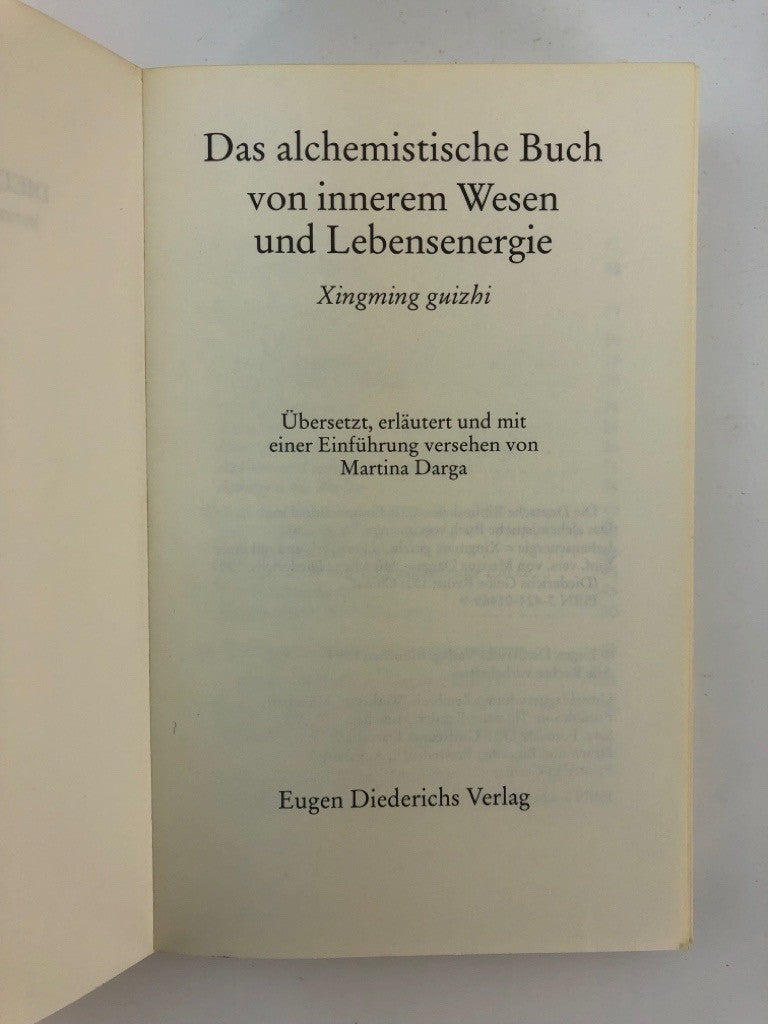 Das alchemistische Buch
von innerem Wesen
und Lebensenergie
Xingming guizhi
Übersetzt, erläutert und mit
einer Einführung versehen von
Martina Darga
Eugen Diederichs Verlag